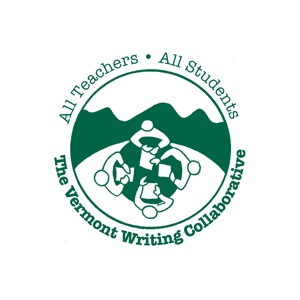 All Teachers • All Students
The Vermont Writing Collaborative